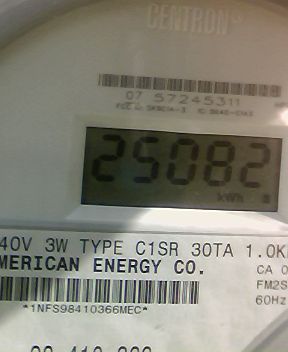 CENTRON
07 57245311
25082
kWh
40V 3W TYPE C1SR 30TA 1.0K
MERICAN ENERGY CO.
CA 0
FM2S
60Hz
*1NFS98410366MEC*